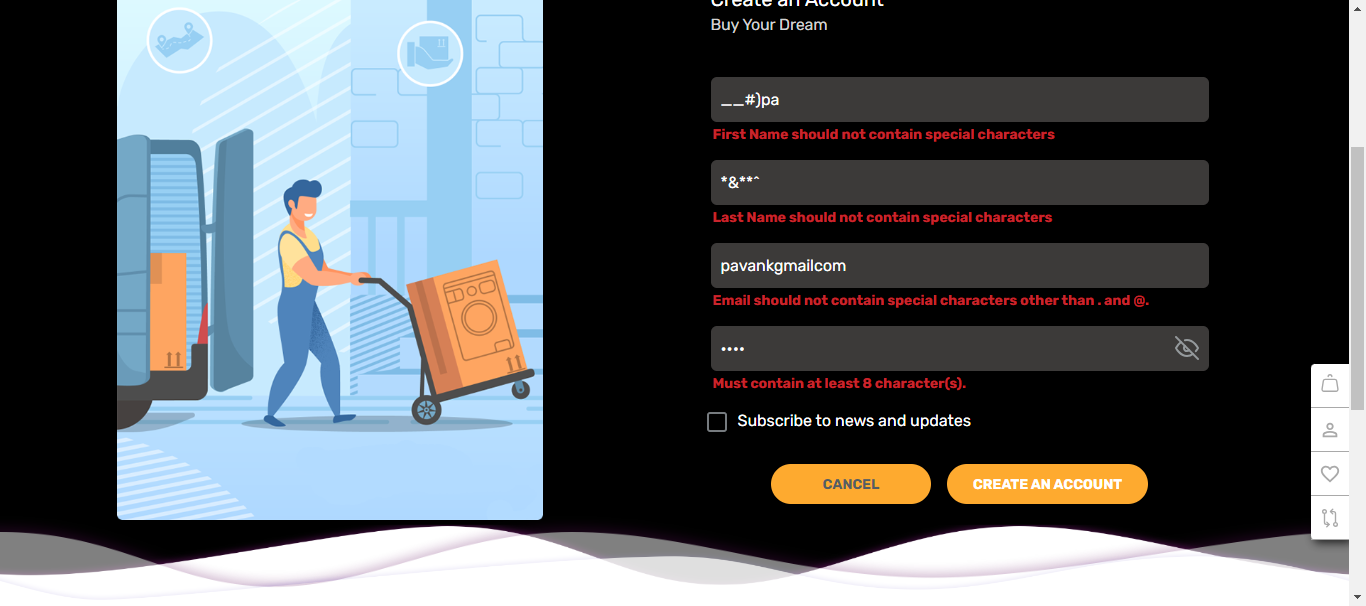 Create an Account
Buy Your Dream
__#)pa
First Name should not contain special characters
*&**^
Last Name should not contain special characters
pavankgmailcom
Email should not contain special characters other than . and @.
••••
Must contain at least 8 character(s).
Subscribe to news and updates
CANCEL
CREATE AN ACCOUNT